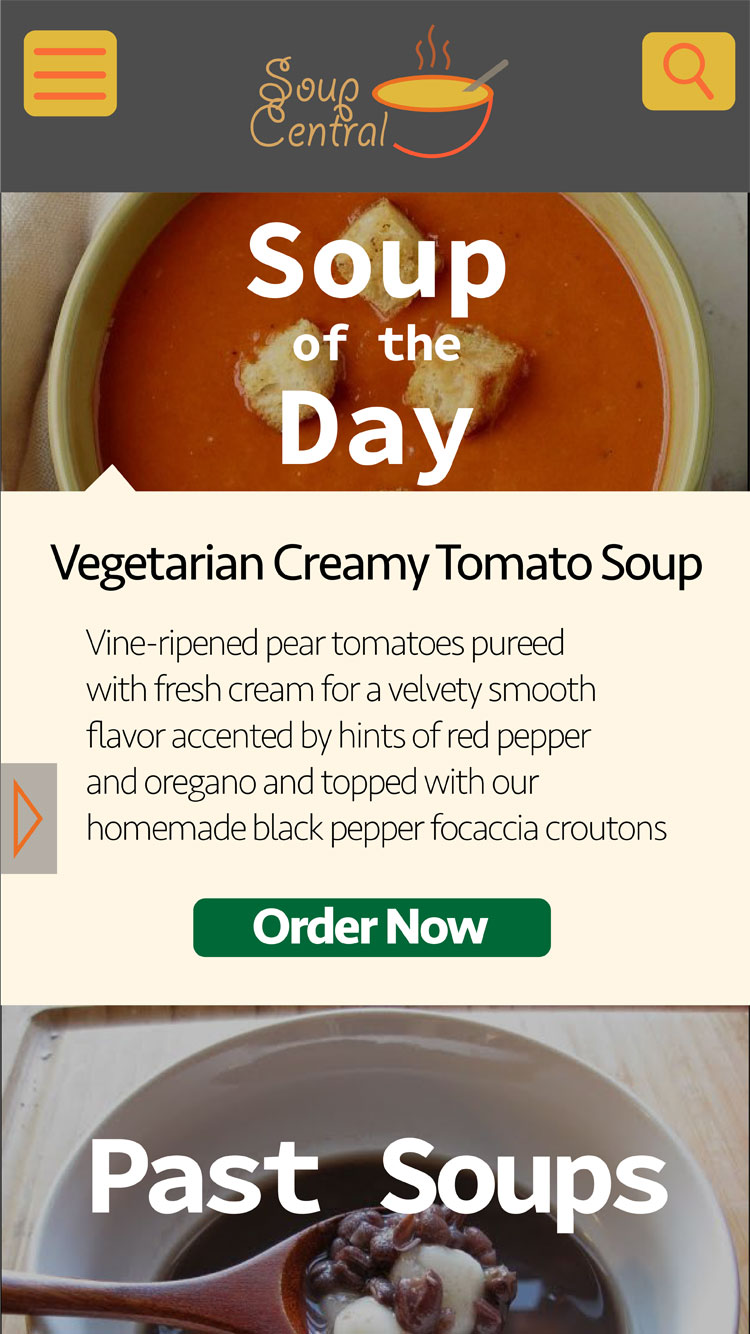 Soup
Central
Soup
of the
Day
Vegetarian Creamy Tomato Soup
Vine-ripened pear tomatoes pureed
with fresh cream for a velvety smooth
flavor accented by hints of red pepper
and oregano and topped with our
homemade black pepper focaccia croutons
Order Now
Past Soups